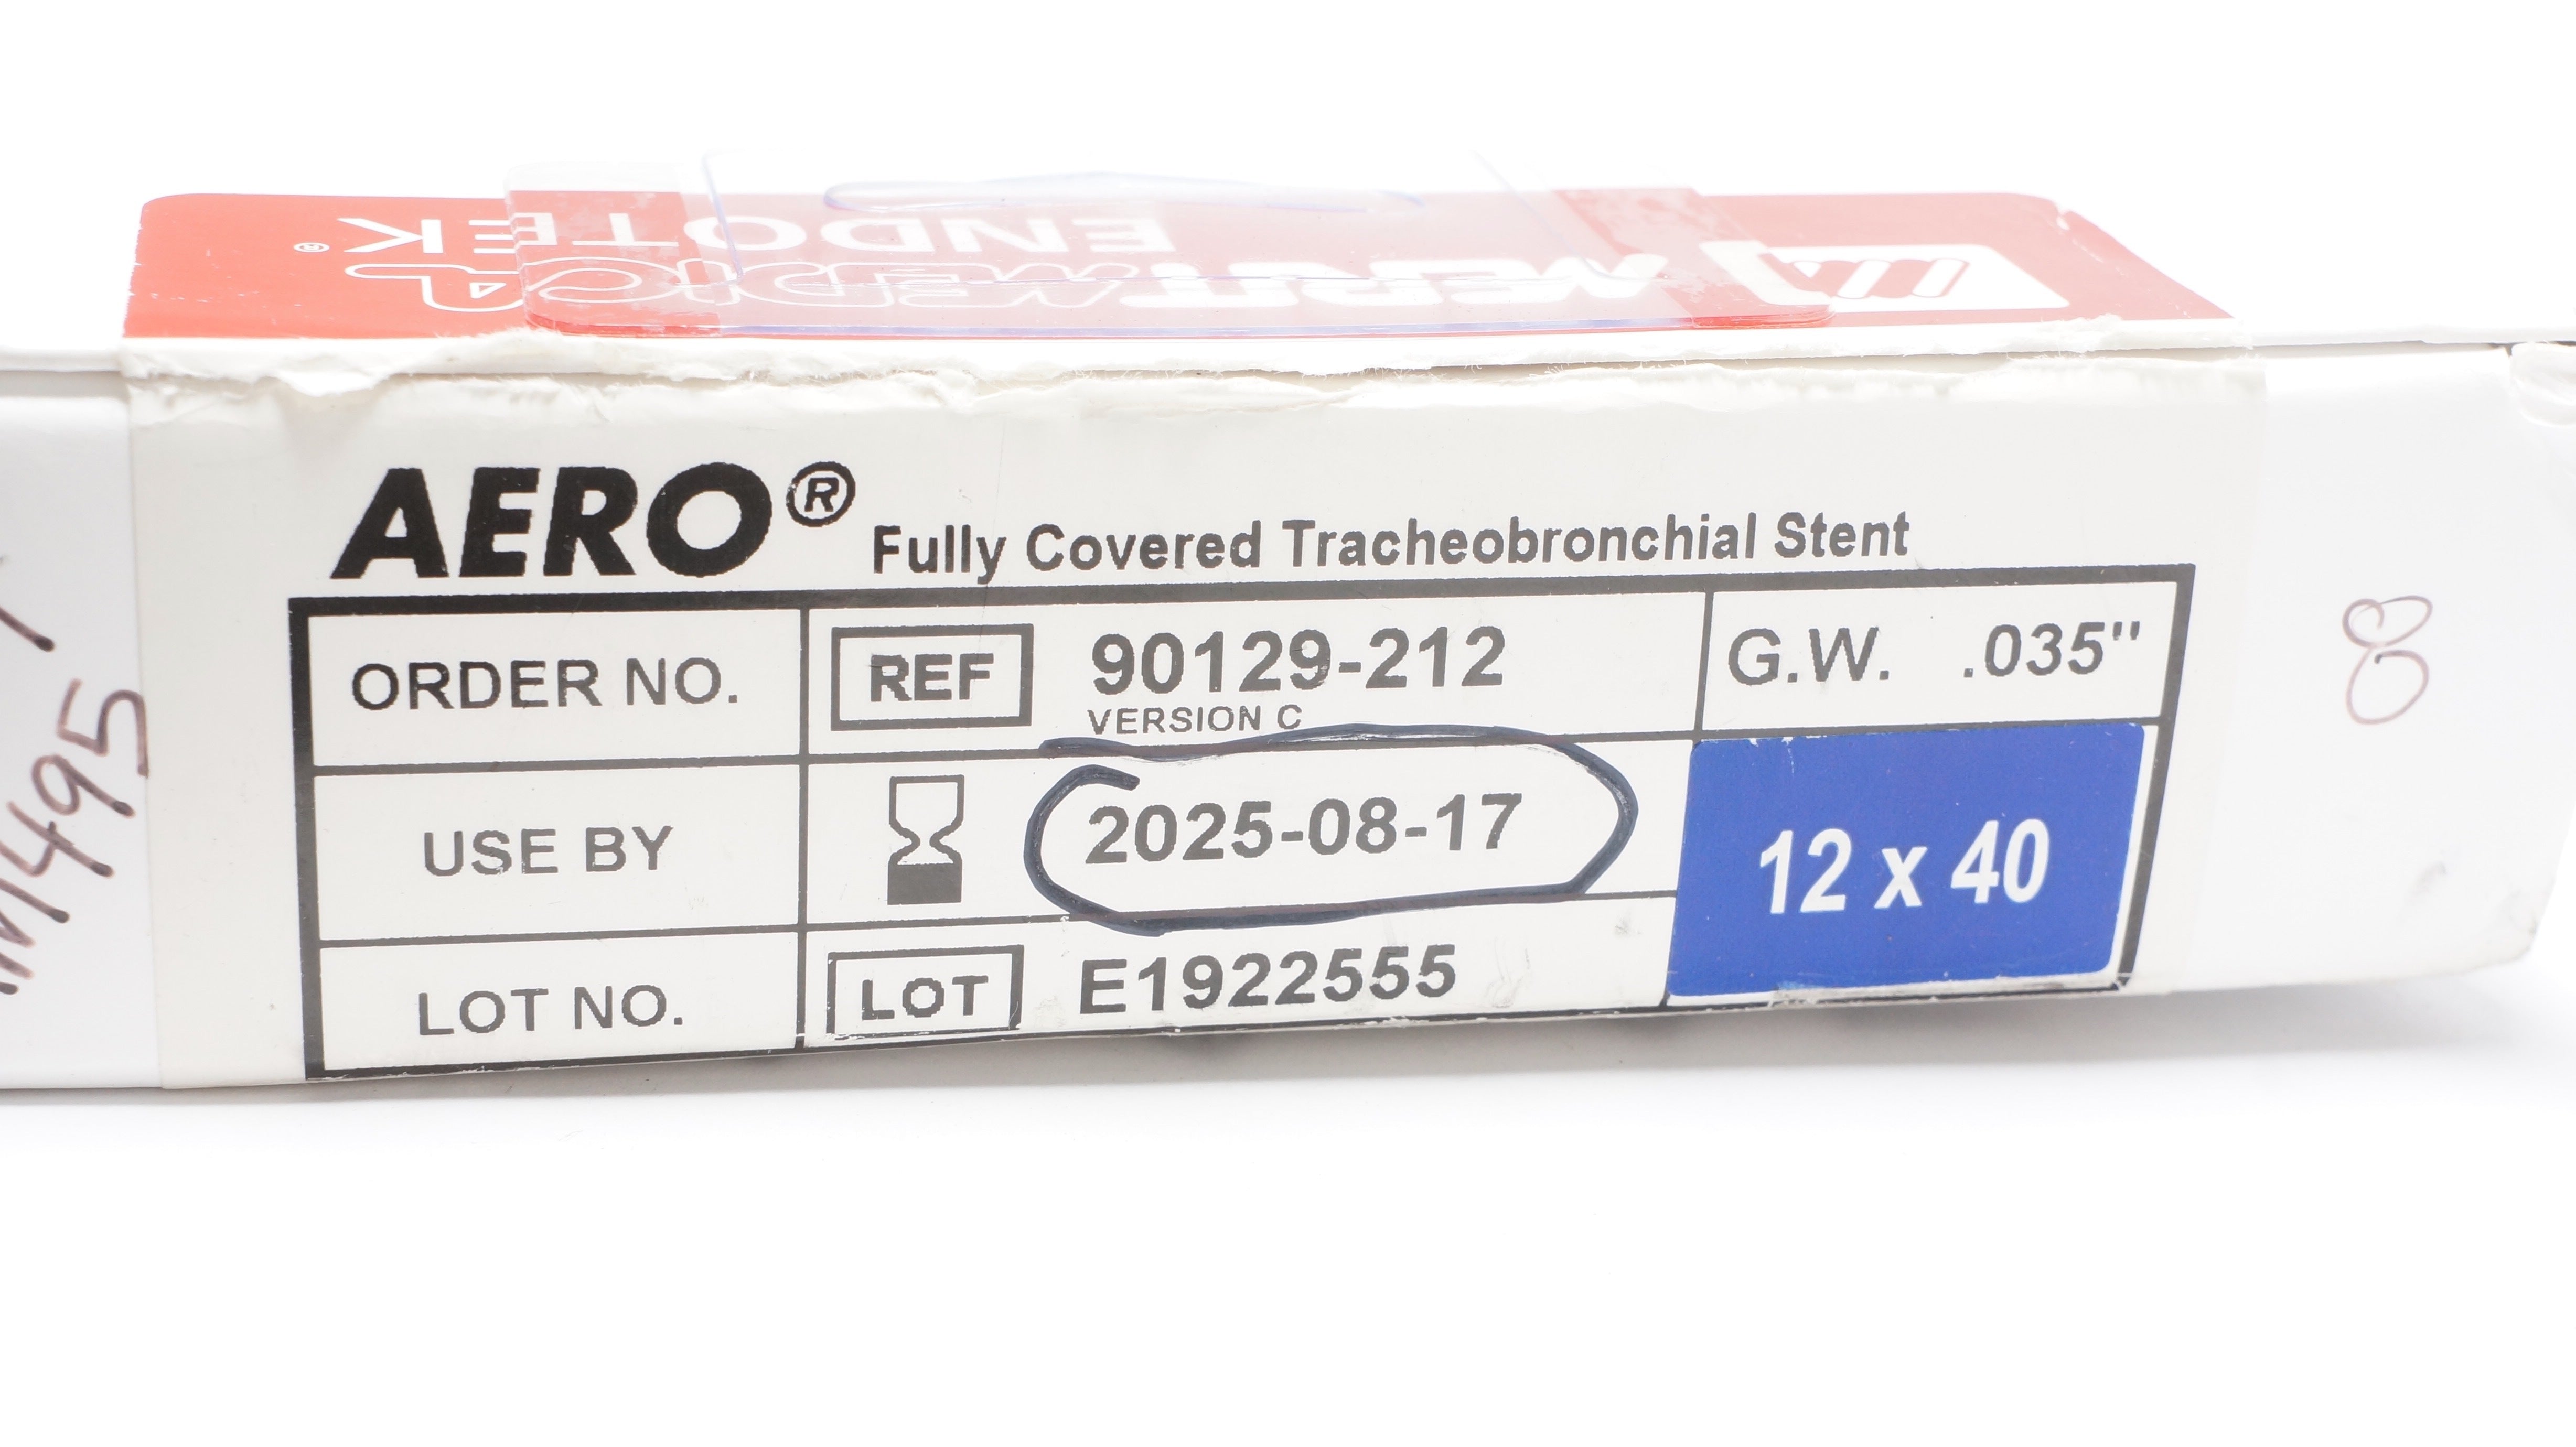 MERIT MEDICAL
ENDOTEK®
AERO® Fully Covered Tracheobronchial Stent
ORDER NO. REF 90129-212 G.W. .035"
VERSION C
USE BY 2025-08-17 12 x 40
LOT NO. LOT E1922555
8